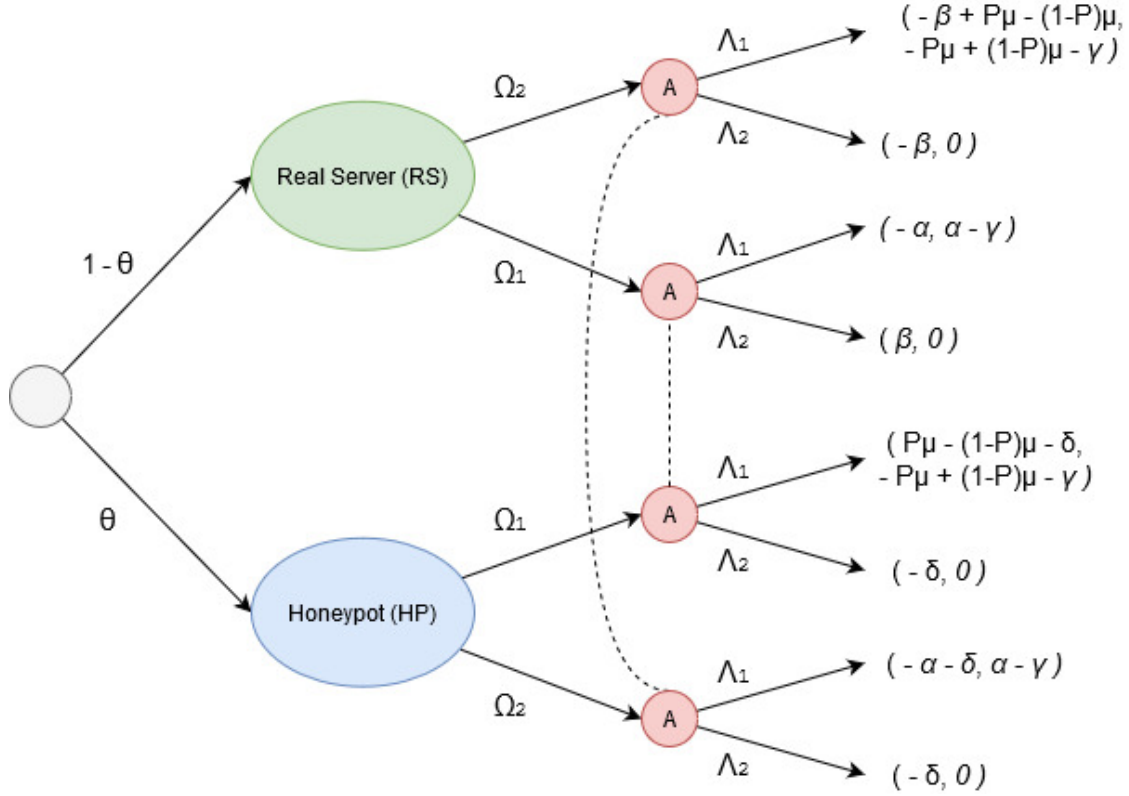 ( - β + Pμ - (1-P)μ,
- Pμ + (1-P)μ - γ )
Λ₁
Ω₂
A
Λ₂
( - β, 0 )
Real Server (RS)
Λ₁
( - α, α - γ )
1 - θ
Ω₁
A
Λ₂
( β, 0 )
( Pμ - (1-P)μ - δ,
- Pμ + (1-P)μ - γ )
Λ₁
θ
Ω₁
A
Λ₂
( - δ, 0 )
Honeypot (HP)
Λ₁
( - α - δ, α - γ )
Ω₂
A
Λ₂
( - δ, 0 )